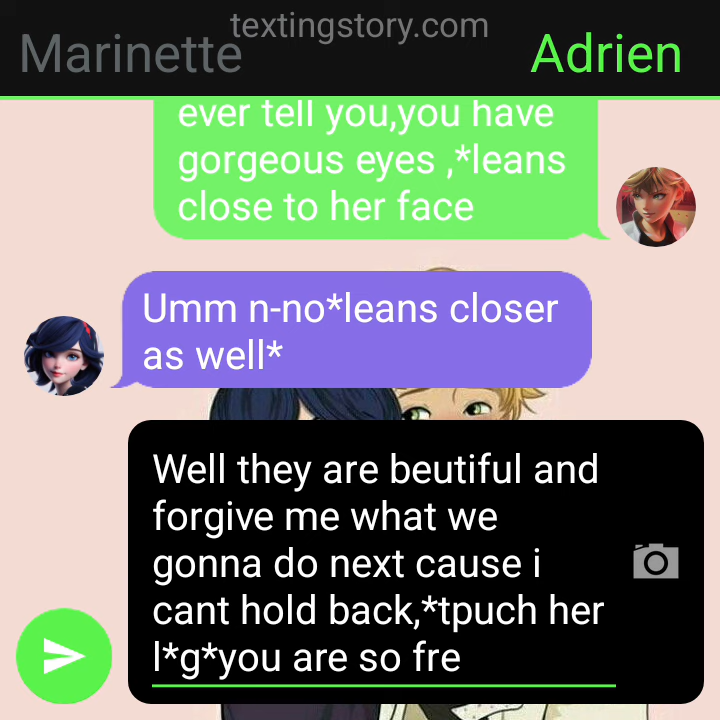 textingstory.com
Marinette
Adrien
ever tell you,you have
gorgeous eyes ,*leans
close to her face
Umm n-no*leans closer
as well*
Well they are beutiful and
forgive me what we
gonna do next cause i
cant hold back,*tpuch her
l*g*you are so fre